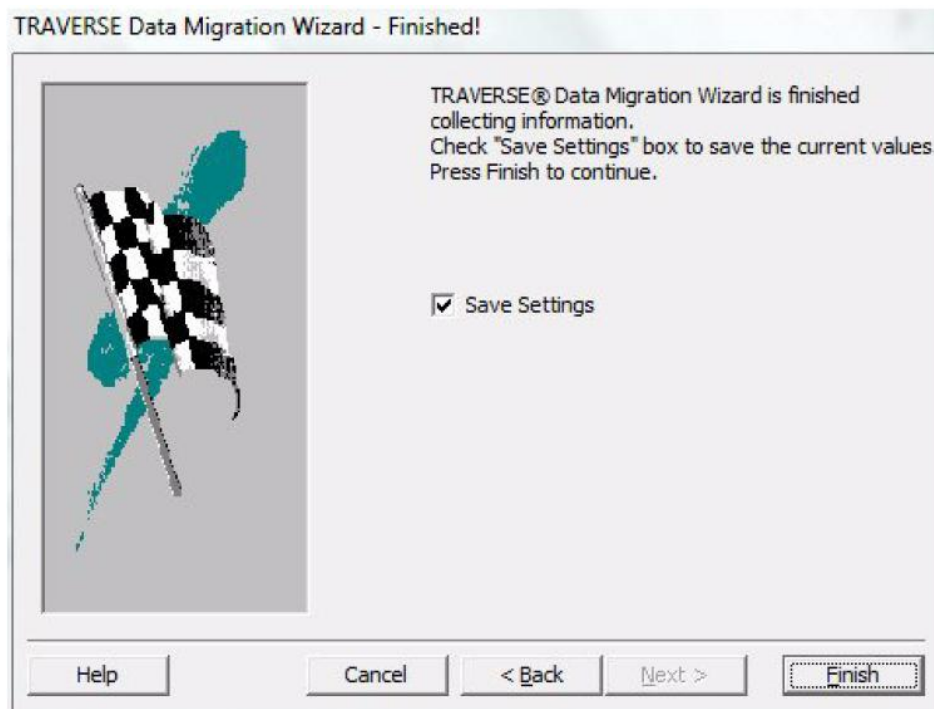 TRAVERSE Data Migration Wizard - Finished!
TRAVERSE® Data Migration Wizard is finished
collecting information.
Check "Save Settings" box to save the current values
Press Finish to continue.
Save Settings
Help
Cancel
< Back
Next >
Finish